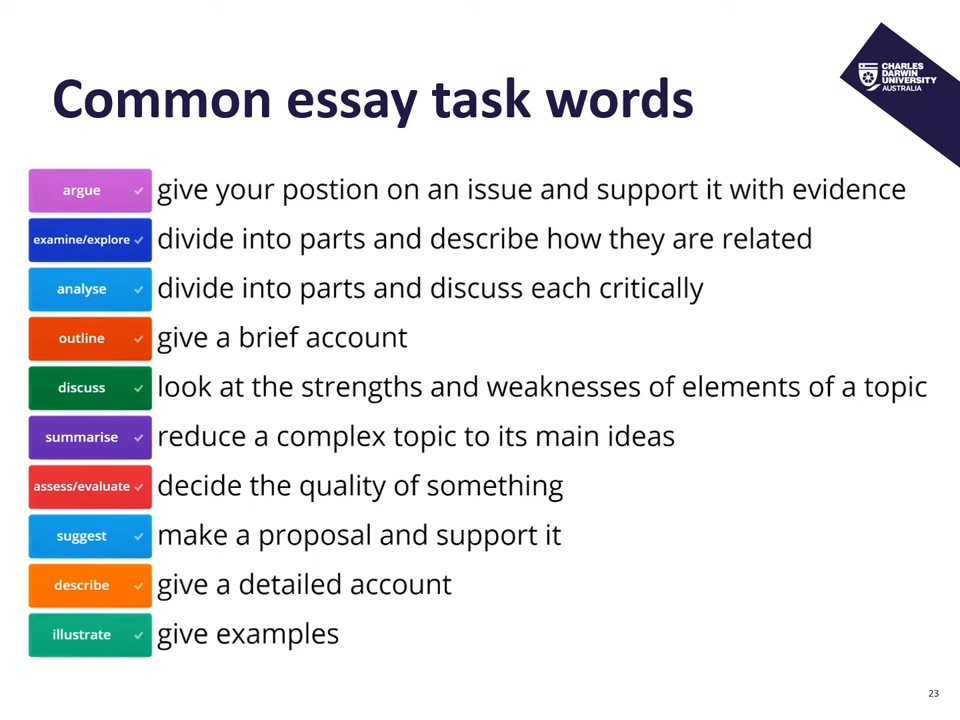 CHARLES
DARWIN
UNIVERSITY
AUSTRALIA
Common essay task words
argue give your postion on an issue and support it with evidence
examine/explore divide into parts and describe how they are related
analyse divide into parts and discuss each critically
outline give a brief account
discuss look at the strengths and weaknesses of elements of a topic
summarise reduce a complex topic to its main ideas
assess/evaluate decide the quality of something
suggest make a proposal and support it
describe give a detailed account
illustrate give examples
23